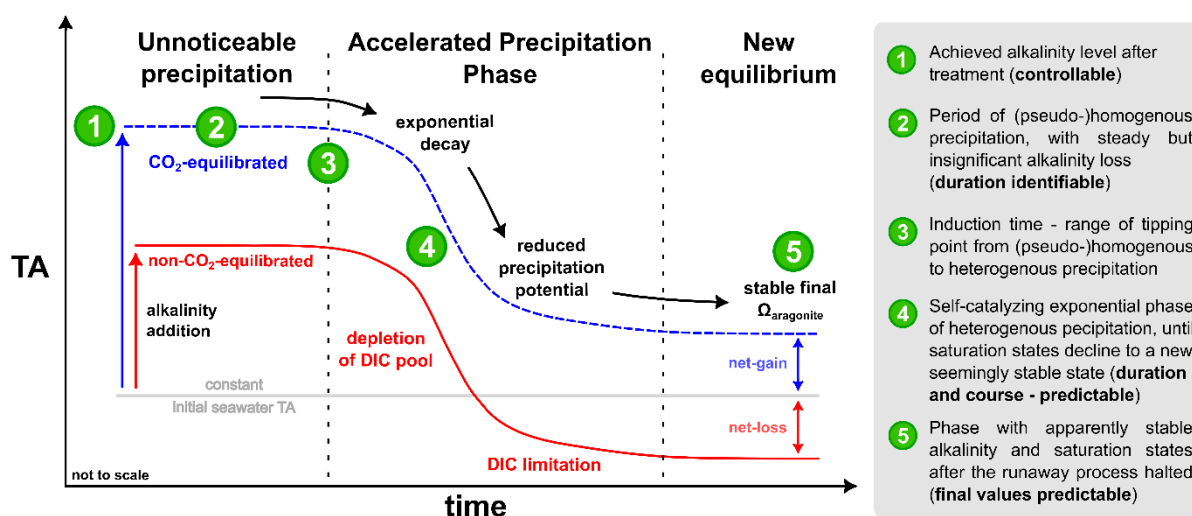 Unnoticeable
precipitation
Accelerated Precipitation
Phase
New
equilibrium
1
2
CO₂-equilibrated
3
exponential
decay
4
reduced
precipitation
potential
5
stable final
Ωaragonite
TA
non-CO₂-equilibrated
alkalinity
addition
depletion
of DIC pool
constant
initial seawater TA
net-gain
net-loss
DIC limitation
not to scale
time
1
Achieved alkalinity level after
treatment (controllable)
2
Period of (pseudo-)homogenous
precipitation, with steady but
insignificant alkalinity loss
(duration identifiable)
3
Induction time - range of tipping
point from (pseudo-)homogenous
to heterogenous precipitation
4
Self-catalyzing exponential phase
of heterogenous pecipitation, until
saturation states decline to a new
seemingly stable state (duration
and course - predictable)
5
Phase with apparently stable
alkalinity and saturation states
after the runaway process halted
(final values predictable)